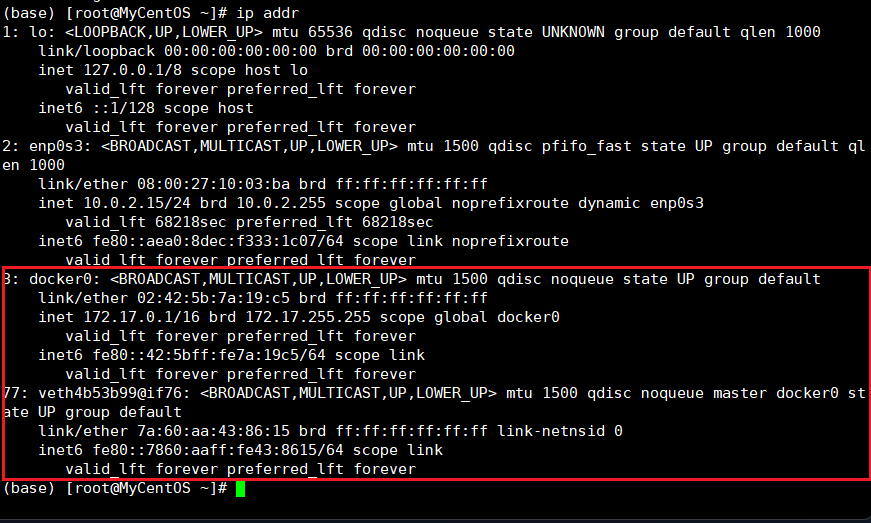 (base) [root@MyCentOS ~]# ip addr
1: lo: <LOOPBACK,UP,LOWER_UP> mtu 65536 qdisc noqueue state UNKNOWN group default qlen 1000
    link/loopback 00:00:00:00:00:00 brd 00:00:00:00:00:00
    inet 127.0.0.1/8 scope host lo
       valid_lft forever preferred_lft forever
    inet6 ::1/128 scope host
       valid_lft forever preferred_lft forever
2: enp0s3: <BROADCAST,MULTICAST,UP,LOWER_UP> mtu 1500 qdisc pfifo_fast state UP group default ql
en 1000
    link/ether 08:00:27:10:03:ba brd ff:ff:ff:ff:ff:ff
    inet 10.0.2.15/24 brd 10.0.2.255 scope global noprefixroute dynamic enp0s3
       valid_lft 68218sec preferred_lft 68218sec
    inet6 fe80::aea0:8dec:f333:1c07/64 scope link noprefixroute
       valid_lft forever preferred_lft forever
3: docker0: <BROADCAST,MULTICAST,UP,LOWER_UP> mtu 1500 qdisc noqueue state UP group default
    link/ether 02:42:5b:7a:19:c5 brd ff:ff:ff:ff:ff:ff
    inet 172.17.0.1/16 brd 172.17.255.255 scope global docker0
       valid_lft forever preferred_lft forever
    inet6 fe80::42:5bff:fe7a:19c5/64 scope link
       valid_lft forever preferred_lft forever
77: veth4b53b99@if76: <BROADCAST,MULTICAST,UP,LOWER_UP> mtu 1500 qdisc noqueue master docker0 st
ate UP group default
    link/ether 7a:60:aa:43:86:15 brd ff:ff:ff:ff:ff:ff link-netnsid 0
    inet6 fe80::7860:aaff:fe43:8615/64 scope link
       valid_lft forever preferred_lft forever
(base) [root@MyCentOS ~]#